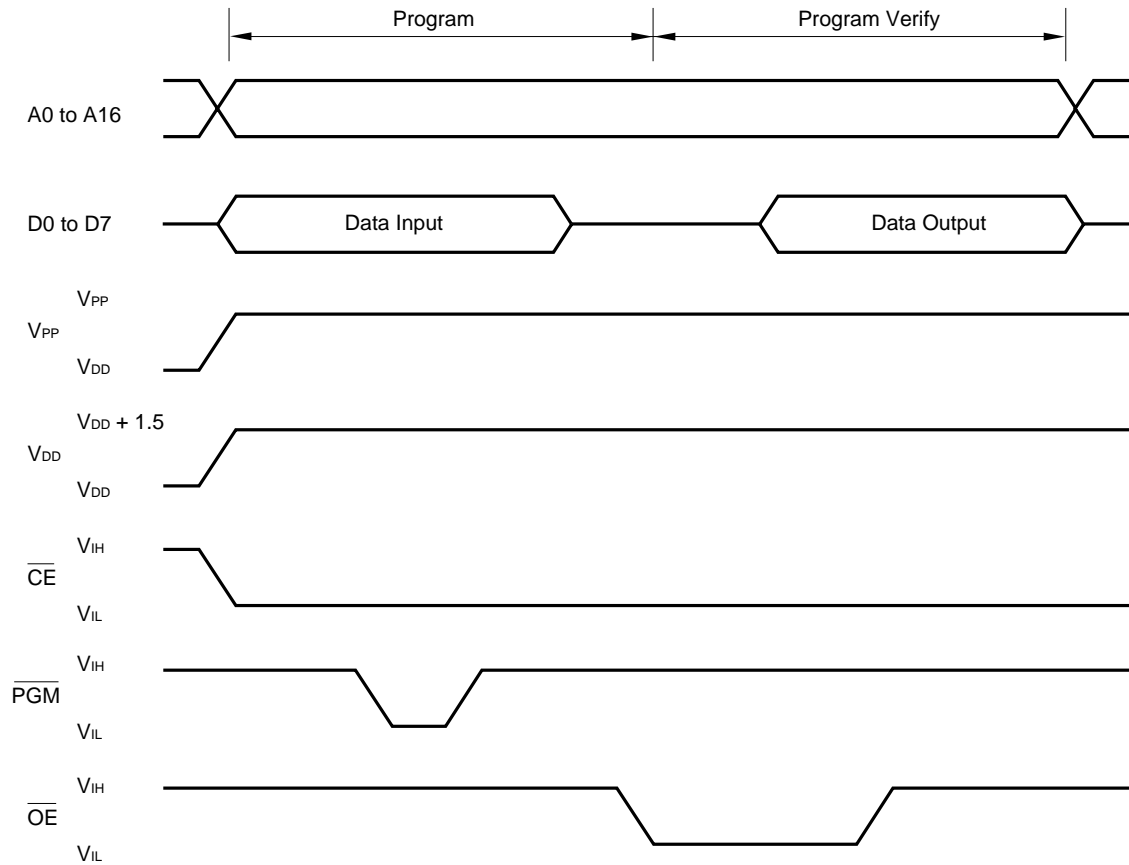 Program
Program Verify
A0 to A16
D0 to D7
Data Input
Data Output
VPP
VPP
VDD
VDD + 1.5
VDD
VDD
VIH
CE
VIL
VIH
PGM
VIL
VIH
OE
VIL